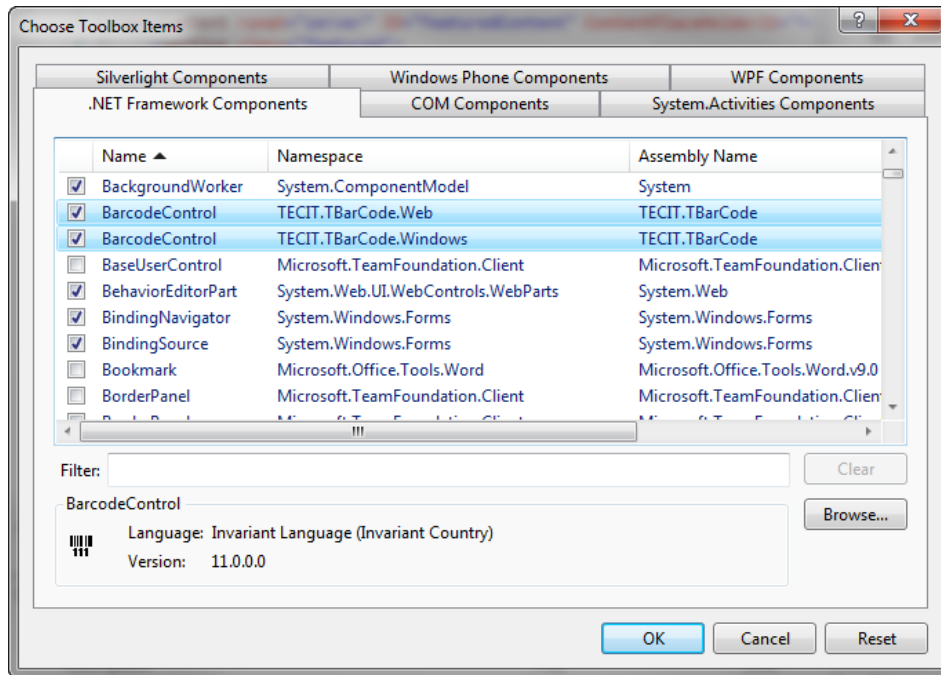 Choose Toolbox Items
Silverlight Components Windows Phone Components WPF Components
.NET Framework Components COM Components System.Activities Components
Name Namespace Assembly Name
BackgroundWorker System.ComponentModel System
BarcodeControl TECIT.TBarCode.Web TECIT.TBarCode
BarcodeControl TECIT.TBarCode.Windows TECIT.TBarCode
BaseUserControl Microsoft.TeamFoundation.Client Microsoft.TeamFoundation.Clien
BehaviorEditorPart System.Web.UI.WebControls.WebParts System.Web
BindingNavigator System.Windows.Forms System.Windows.Forms
BindingSource System.Windows.Forms System.Windows.Forms
Bookmark Microsoft.Office.Tools.Word Microsoft.Office.Tools.Word.v9.0
BorderPanel Microsoft.TeamFoundation.Client Microsoft.TeamFoundation.Clien
Filter: Clear
BarcodeControl
Browse...
Language: Invariant Language (Invariant Country)
111
Version: 11.0.0.0
OK Cancel Reset